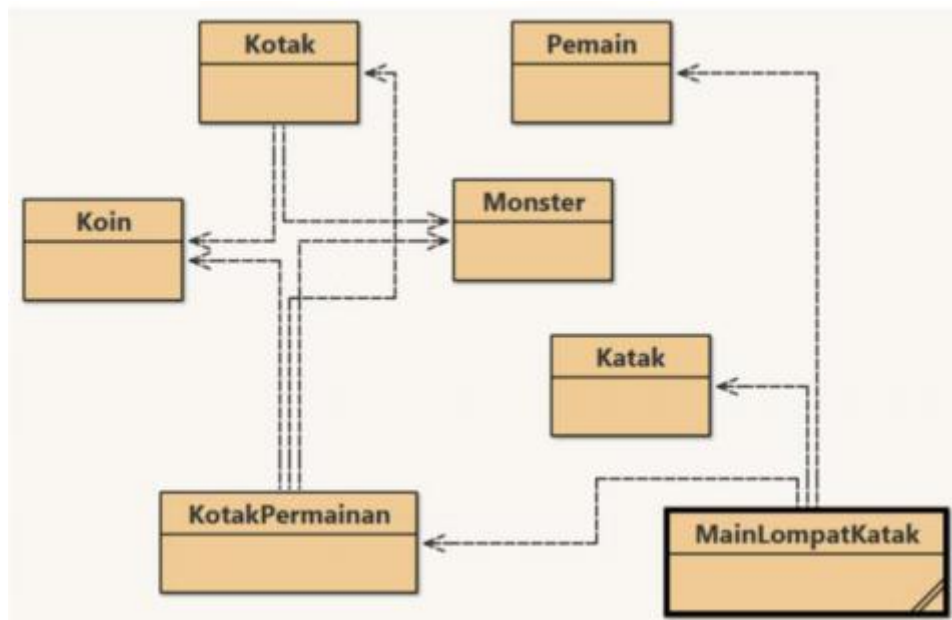 Kotak
Pemain
Koin
Monster
Katak
KotakPermainan
MainLompatKatak